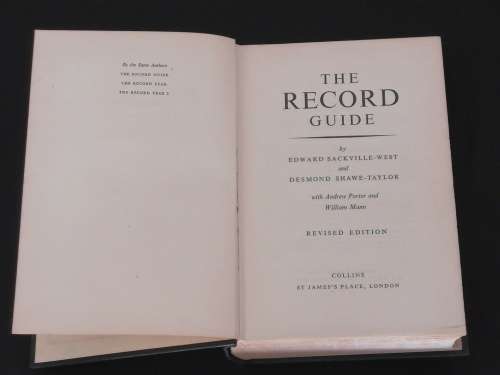 By the Same Authors
THE RECORD GUIDE
THE RECORD YEAR
THE RECORD YEAR 2
THE
RECORD
GUIDE
by
EDWARD SACKVILLE-WEST
and
DESMOND SHAWE-TAYLOR
with Andrew Porter and
William Mann
REVISED EDITION
COLLINS
ST JAMES'S PLACE, LONDON